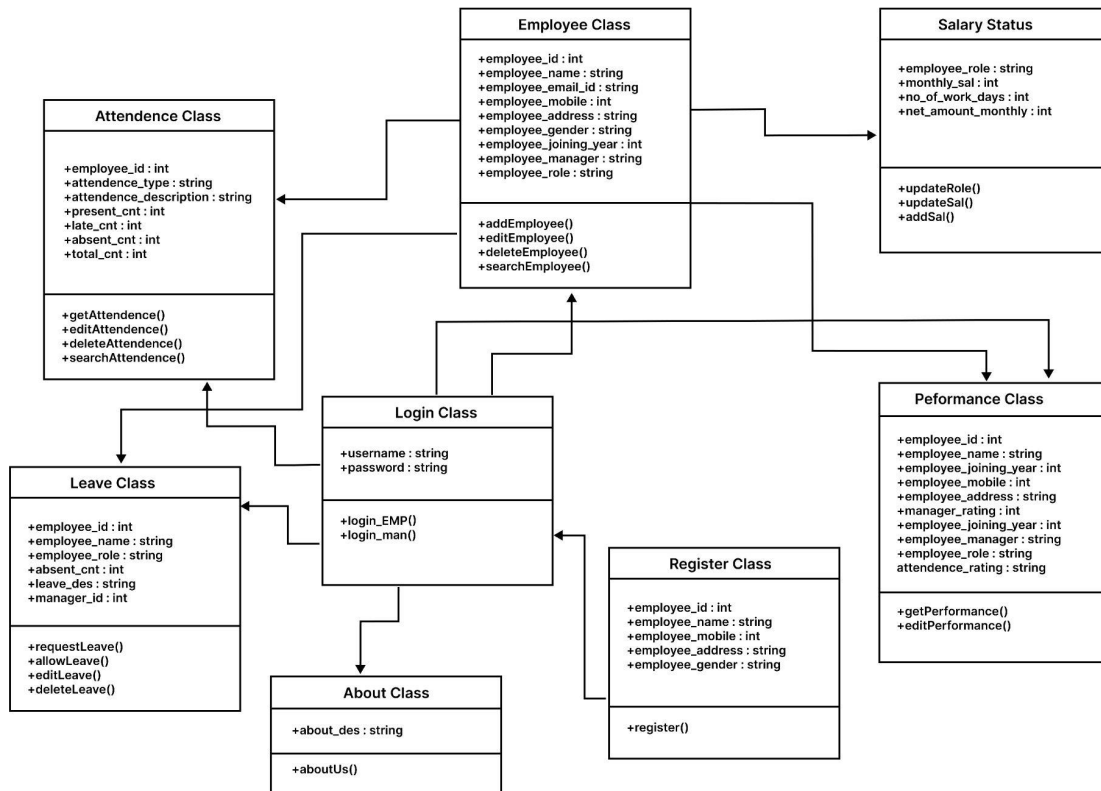 Employee Class
+employee_id : int
+employee_name : string
+employee_email_id : string
+employee_mobile : int
+employee_address : string
+employee_gender : string
+employee_joining_year : int
+employee_manager : string
+employee_role : string
+addEmployee()
+editEmployee()
+deleteEmployee()
+searchEmployee()
Salary Status
+employee_role : string
+monthly_sal : int
+no_of_work_days : int
+net_amount_monthly : int
+updateRole()
+updateSal()
+addSal()
Attendence Class
+employee_id : int
+attendence_type : string
+attendence_description : string
+present_cnt : int
+late_cnt : int
+absent_cnt : int
+total_cnt : int
+getAttendence()
+editAttendence()
+deleteAttendence()
+searchAttendence()
Login Class
+username : string
+password : string
+login_EMP()
+login_man()
Peformance Class
+employee_id : int
+employee_name : string
+employee_joining_year : int
+employee_mobile : int
+employee_address : string
+manager_rating : int
+employee_joining_year : int
+employee_manager : string
+employee_role : string
attendence_rating : string
+getPerformance()
+editPerformance()
Leave Class
+employee_id : int
+employee_name : string
+employee_role : string
+absent_cnt : int
+leave_des : string
+manager_id : int
+requestLeave()
+allowLeave()
+editLeave()
+deleteLeave()
Register Class
+employee_id : int
+employee_name : string
+employee_mobile : int
+employee_address : string
+employee_gender : string
+register()
About Class
+about_des : string
+aboutUs()